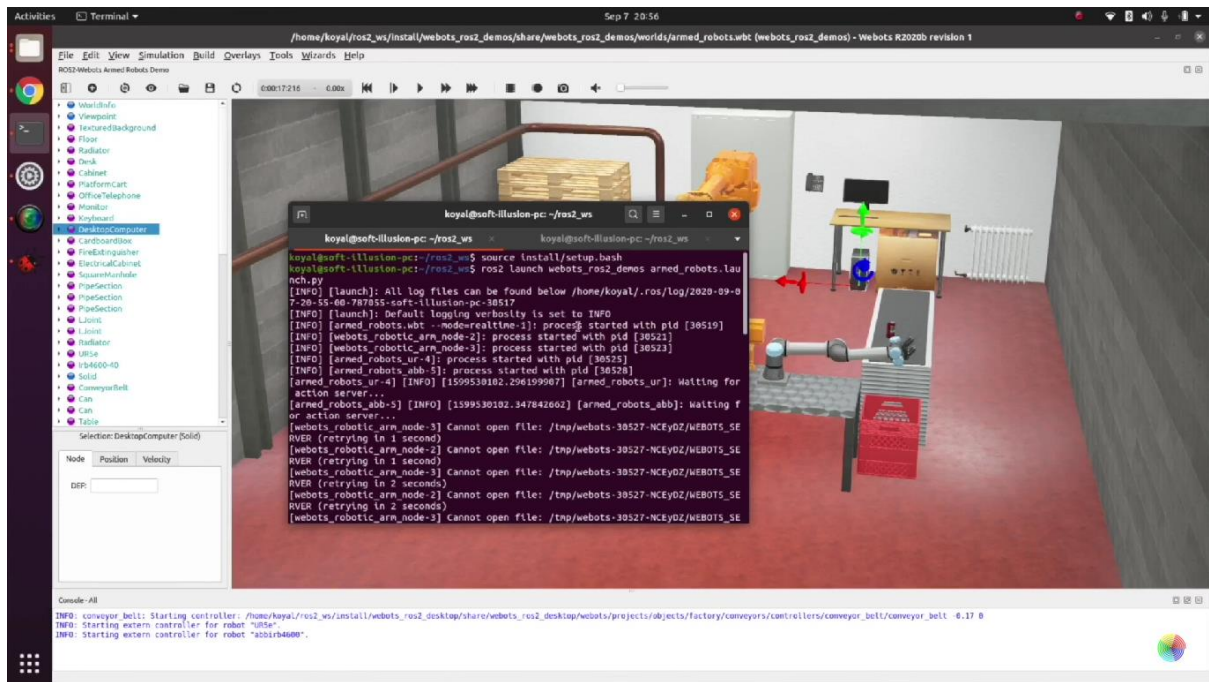 Activities
Terminal
Sep 7 20:56
/home/koyal/ros2_ws/install/webots_ros2_demos/share/webots_ros2_demos/worlds/armed_robots.wbt (webots_ros2_demos) - Webots R2020b revision 1
File Edit View Simulation Build Overlays Tools Wizards Help
ROS2-Webots Armed Robots Demo
0:00:17:216 - 0.00x
WorldInfo
Viewpoint
TexturedBackground
Floor
Radiator
Desk
Cabinet
PlatformCart
OfficeTelephone
Monitor
Keyboard
DesktopComputer
CardboardBox
FireExtinguisher
ElectricalCabinet
SquareManhole
PipeSection
PipeSection
PipeSection
LJoint
LJoint
Radiator
UR5e
Irb4600-40
Solid
ConveyorBelt
Can
Can
Table
Selection: DesktopComputer (Solid)
Node Position Velocity
DEF:
koyal@soft-illusion-pc: ~/ros2_ws
koyal@soft-illusion-pc: ~/ros2_ws
koyal@soft-illusion-pc: ~/ros2_ws
koyal@soft-illusion-pc:~/ros2_ws$ source install/setup.bash
koyal@soft-illusion-pc:~/ros2_ws$ ros2 launch webots_ros2_demos armed_robots.lau
nch.py
[INFO] [launch]: All log files can be found below /home/koyal/.ros/log/2020-09-0
7-20-55-00-787055-soft-illusion-pc-30517
[INFO] [launch]: Default logging verbosity is set to INFO
[INFO] [armed_robots.wbt --mode=realtime-1]: process started with pid [30519]
[INFO] [webots_robotic_arm_node-2]: process started with pid [30521]
[INFO] [webots_robotic_arm_node-3]: process started with pid [30523]
[INFO] [armed_robots_ur-4]: process started with pid [30525]
[INFO] [armed_robots_abb-5]: process started with pid [30528]
[armed_robots_ur-4] [INFO] [1599530102.296199907] [armed_robots_ur]: Waiting for
action server...
[armed_robots_abb-5] [INFO] [1599530102.347842662] [armed_robots_abb]: Waiting f
or action server...
[webots_robotic_arm_node-3] Cannot open file: /tmp/webots-30527-NCEyDZ/WEBOTS_SE
RVER (retrying in 1 second)
[webots_robotic_arm_node-2] Cannot open file: /tmp/webots-30527-NCEyDZ/WEBOTS_SE
RVER (retrying in 1 second)
[webots_robotic_arm_node-3] Cannot open file: /tmp/webots-30527-NCEyDZ/WEBOTS_SE
RVER (retrying in 2 seconds)
[webots_robotic_arm_node-2] Cannot open file: /tmp/webots-30527-NCEyDZ/WEBOTS_SE
RVER (retrying in 2 seconds)
[webots_robotic_arm_node-3] Cannot open file: /tmp/webots-30527-NCEyDZ/WEBOTS_SE
Console - All
INFO: conveyor_belt: Starting controller: /home/koyal/ros2_ws/install/webots_ros2_desktop/share/webots_ros2_desktop/webots/projects/objects/factory/conveyors/controllers/conveyor_belt/conveyor_belt -0.17 0
INFO: Starting extern controller for robot "UR5e".
INFO: Starting extern controller for robot "abbirb4600".